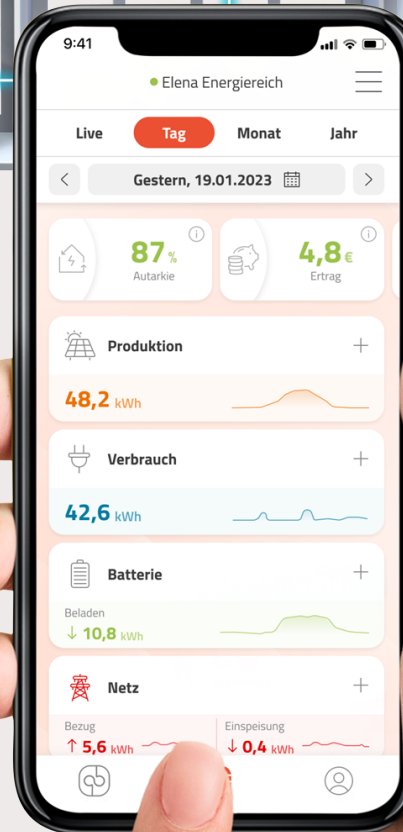 9:41
Elena Energiereich
Live Tag Monat Jahr
Gestern, 19.01.2023
87 %
Autarkie
4,8 €
Ertrag
Produktion
48,2 kWh
Verbrauch
42,6 kWh
Batterie
Beladen
↓ 10,8 kWh
Netz
Bezug
↑ 5,6 kWh
Einspeisung
↓ 0,4 kWh